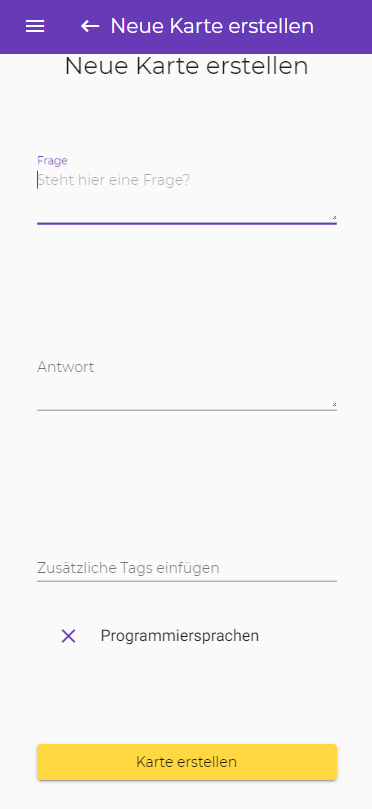 Neue Karte erstellen
Neue Karte erstellen
Frage
Steht hier eine Frage?
Antwort
Zusätzliche Tags einfügen
Programmiersprachen
Karte erstellen